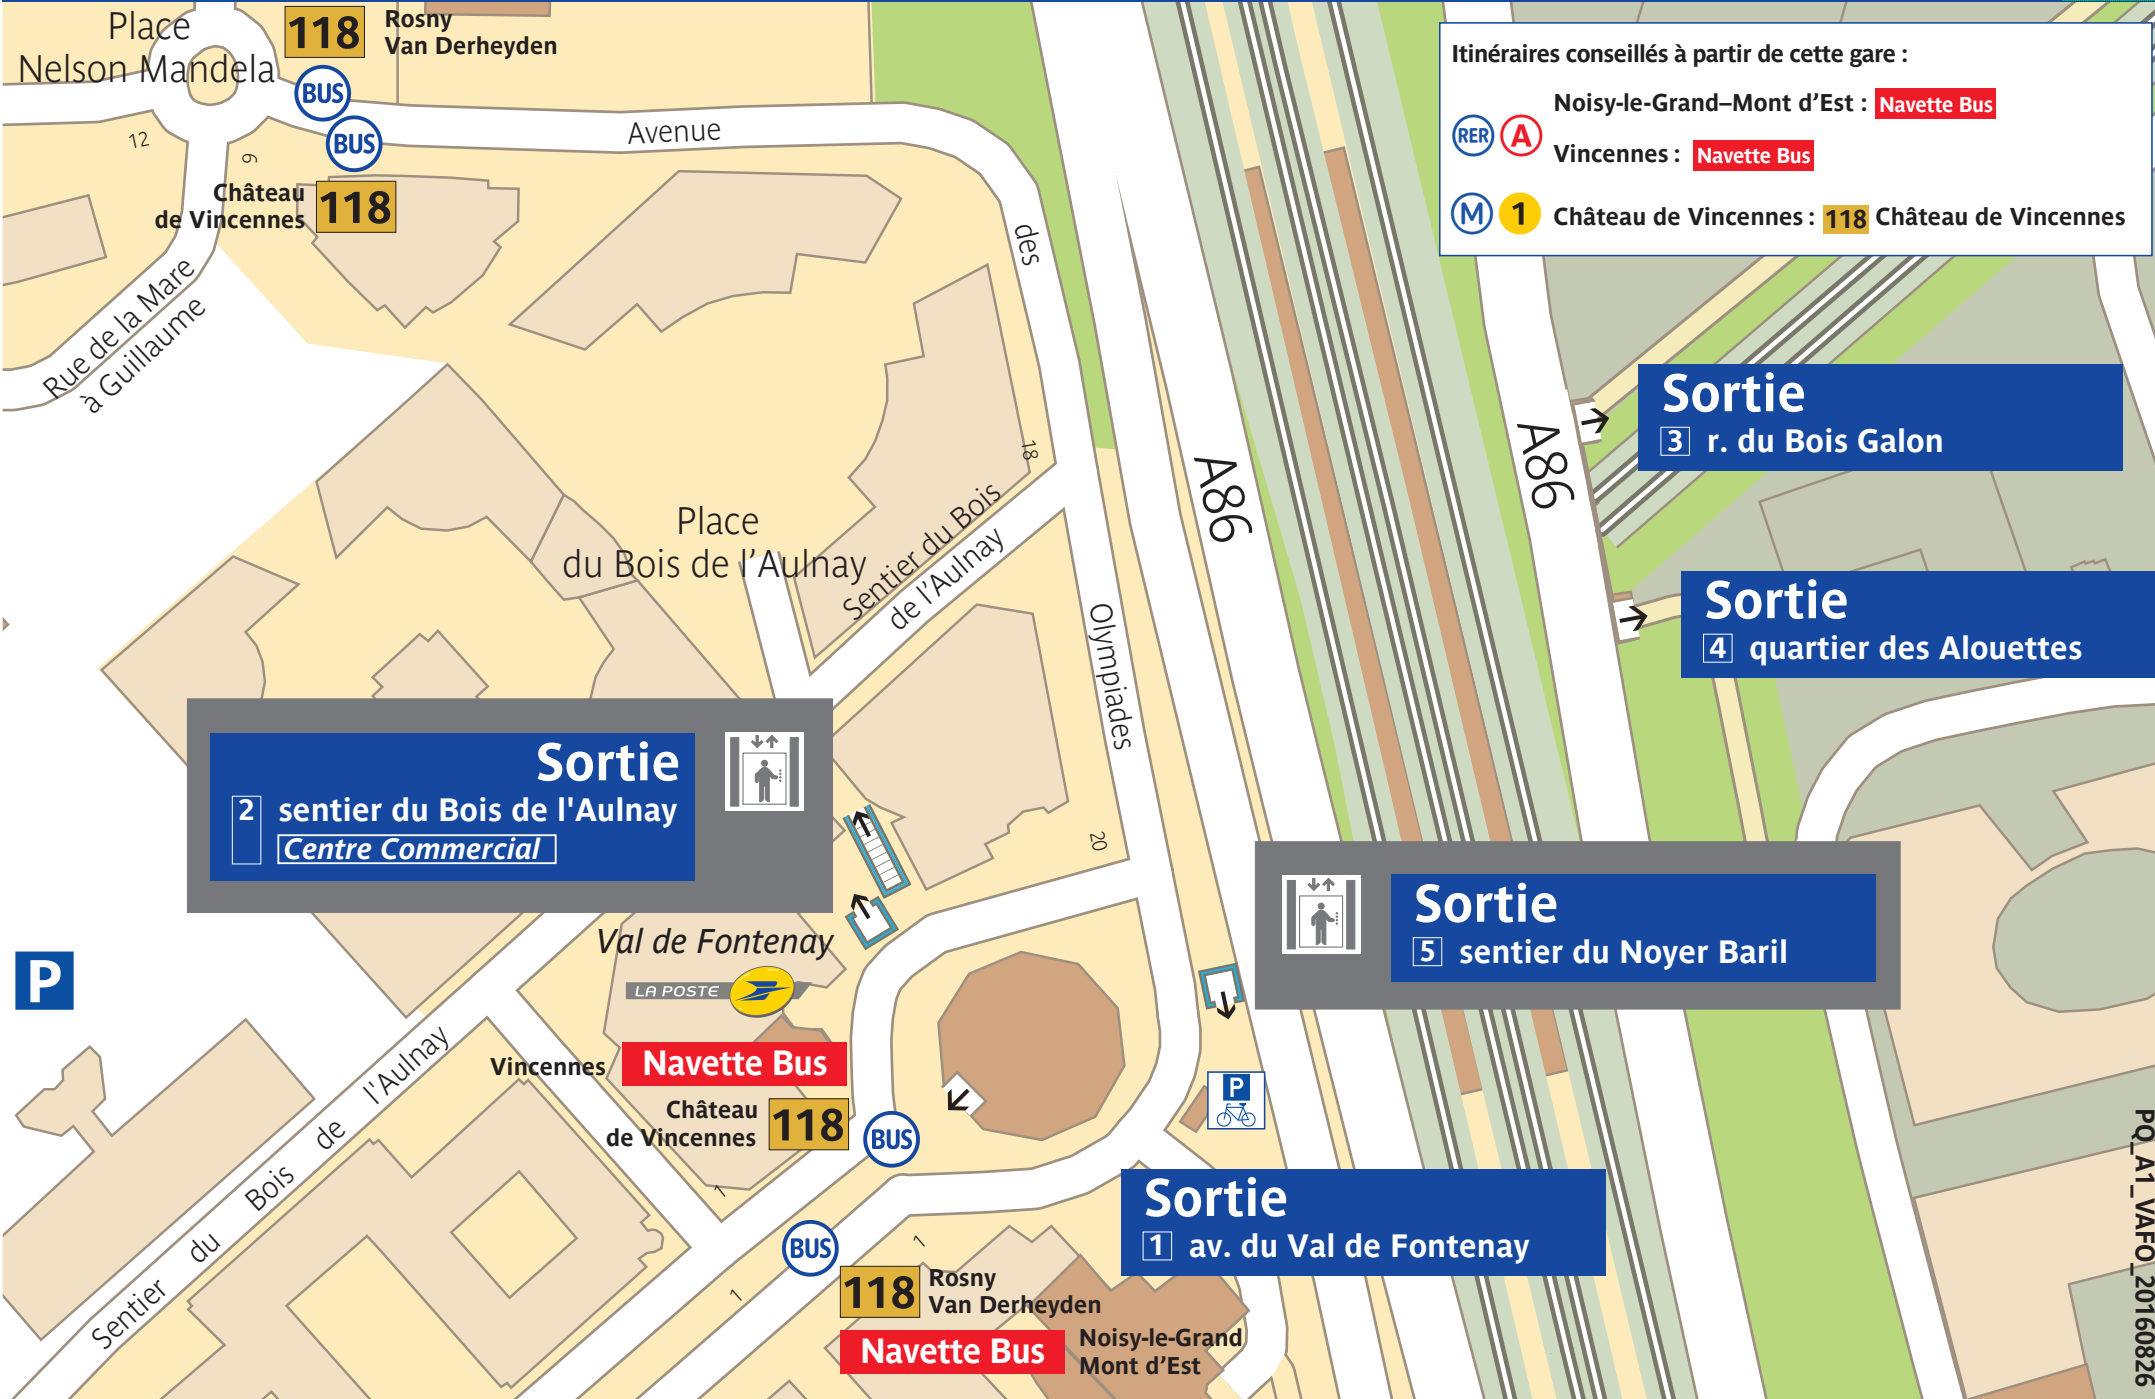 Place
Nelson Mandela
118 Rosny
Van Derheyden
BUS
BUS
12
9
Château
de Vincennes 118
Avenue
des
Olympiades
Rue de la Mare
à Guillaume
Itinéraires conseillés à partir de cette gare :
Noisy-le-Grand–Mont d'Est : Navette Bus
RER A
Vincennes : Navette Bus
M 1 Château de Vincennes : 118 Château de Vincennes
A86
A86
Sortie
3 r. du Bois Galon
18
Place
du Bois de l'Aulnay
Sentier du Bois
de l'Aulnay
Sortie
4 quartier des Alouettes
Sortie
2 sentier du Bois de l'Aulnay
Centre Commercial
20
Sortie
5 sentier du Noyer Baril
P
Val de Fontenay
LA POSTE
Vincennes Navette Bus
Château
de Vincennes 118
BUS
P
Sentier du Bois de l'Aulnay
1
Sortie
1 av. du Val de Fontenay
BUS
1
1
118 Rosny
Van Derheyden
Navette Bus Noisy-le-Grand
Mont d'Est
PQ_A1_VAFO_20160826